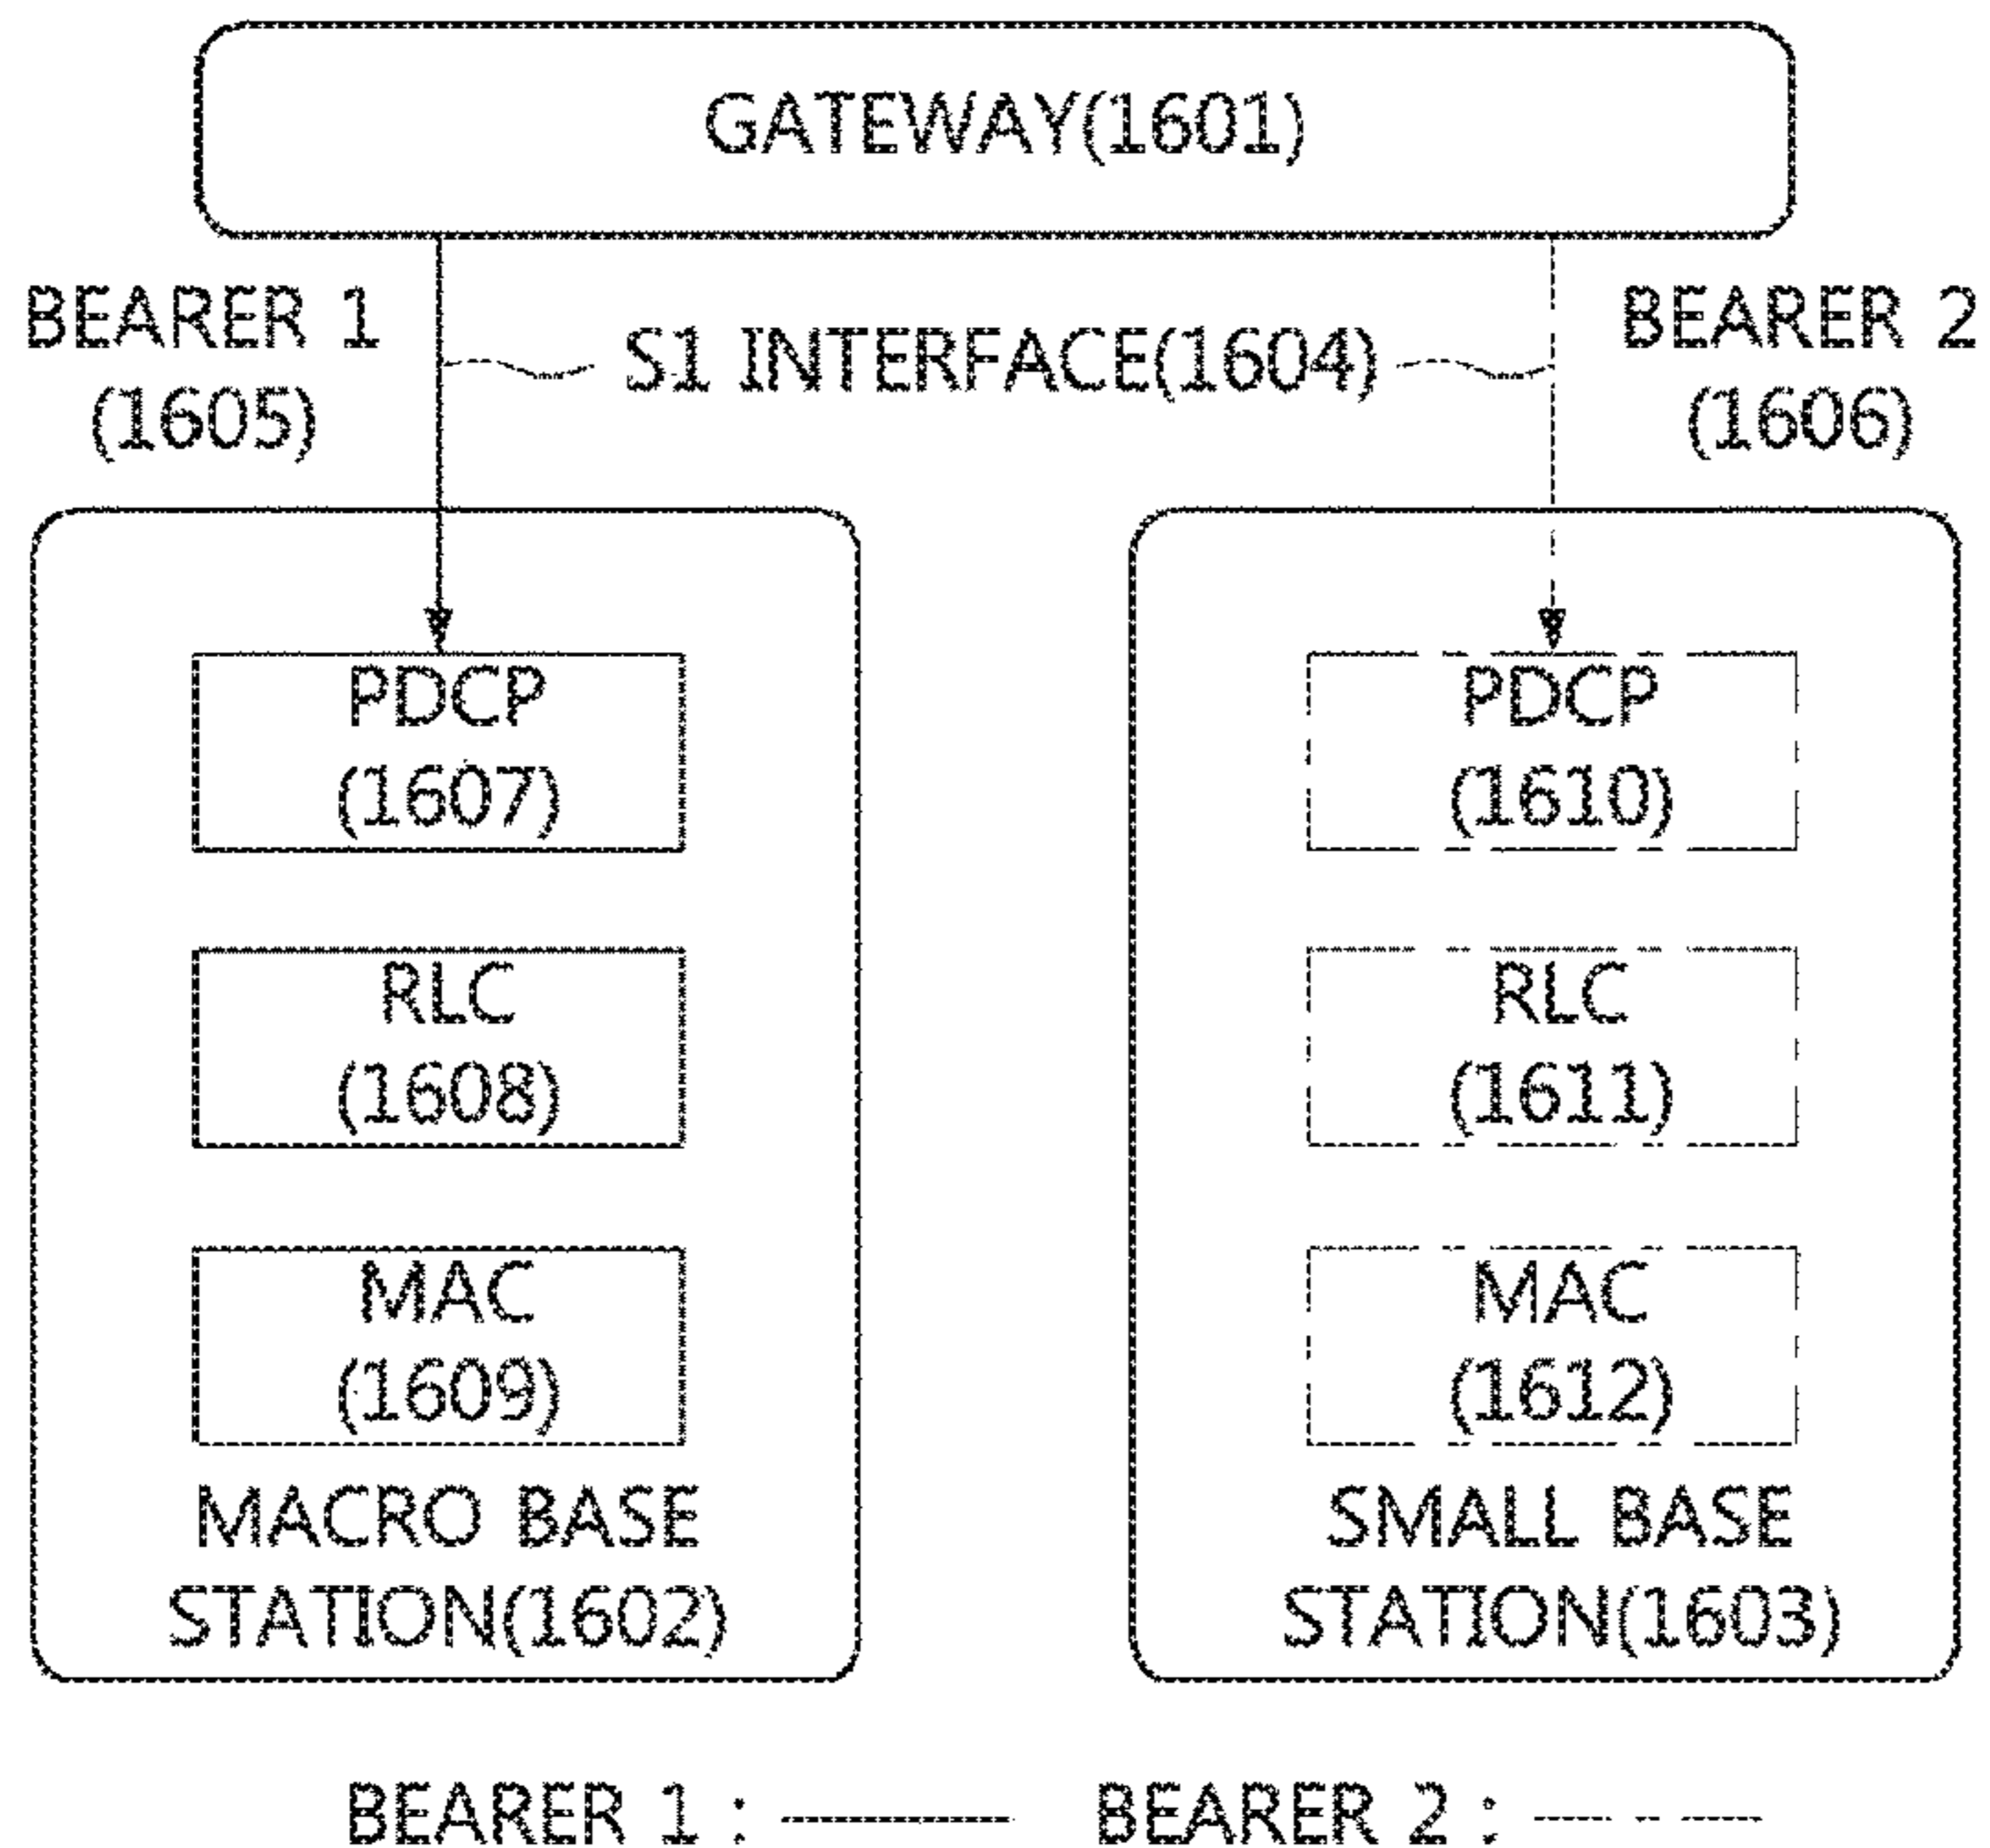 GATEWAY(1601)
BEARER 1
(1605)
S1 INTERFACE(1604)
BEARER 2
(1606)
PDCP
(1607)
RLC
(1608)
MAC
(1609)
MACRO BASE
STATION(1602)
PDCP
(1610)
RLC
(1611)
MAC
(1612)
SMALL BASE
STATION(1603)
BEARER 1 :
BEARER 2 :